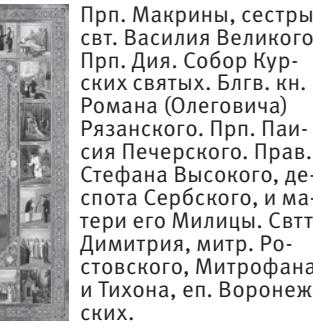 Прп. Макрины, сестры
свт. Василия Великого
Прп. Дия. Собор Кур-
ских святых. Блгв. кн.
Романа (Олеговича)
Рязанского. Прп. Паи-
сия Печерского. Прав.
Стефана Высокого, де-
спота Сербского, и ма-
тери его Милицы. Свтт
Димитрия, митр. Ро-
стовского, Митрофана
и Тихона, еп. Воронеж
ских.